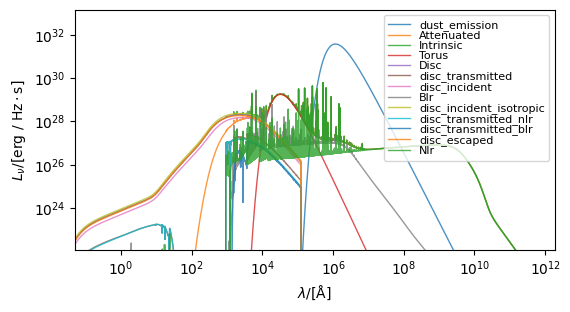 10^32
10^30
10^28
10^26
10^24
L_ν/[erg / Hz · s]
10^0 10^2 10^4 10^6 10^8 10^10 10^12
λ/[Å]
dust_emission
Attenuated
Intrinsic
Torus
Disc
disc_transmitted
disc_incident
Blr
disc_incident_isotropic
disc_transmitted_nlr
disc_transmitted_blr
disc_escaped
Nlr